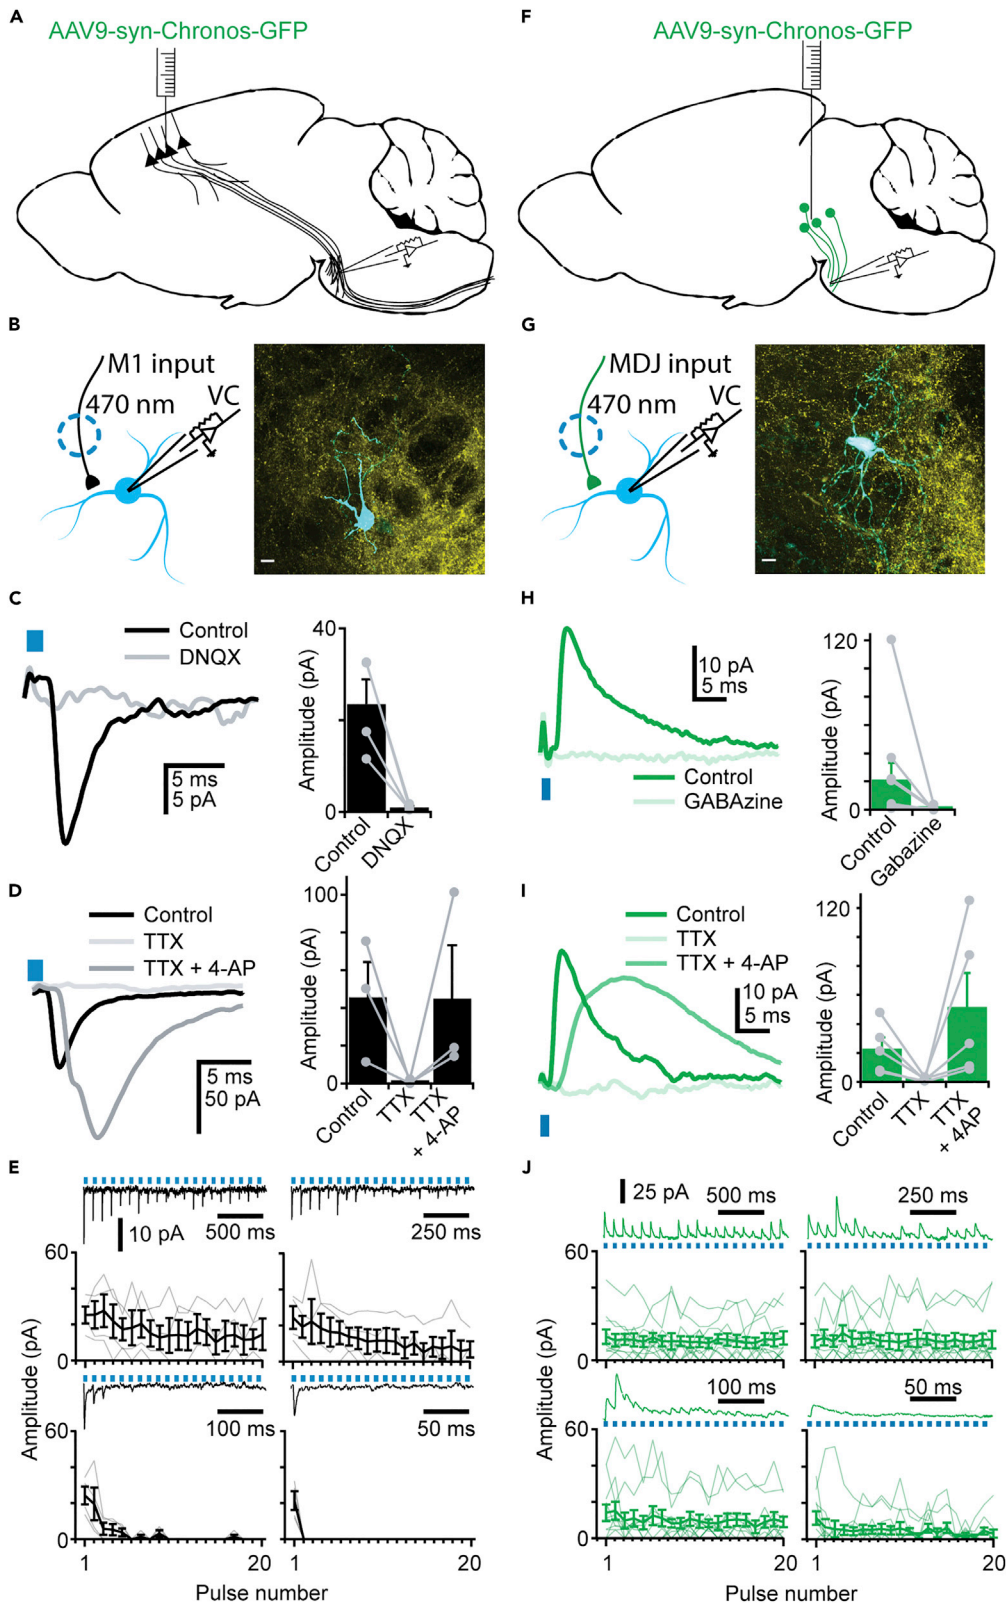 A
AAV9-syn-Chronos-GFP
B
M1 input
470 nm
VC
C
Control
DNQX
5 ms
5 pA
40
0
Amplitude (pA)
Control
DNQX
D
Control
TTX
TTX + 4-AP
5 ms
50 pA
100
0
Amplitude (pA)
Control
TTX
TTX
+ 4-AP
E
10 pA
500 ms
250 ms
60
0
100 ms
50 ms
60
0
Amplitude (pA)
1
20
1
20
Pulse number
F
AAV9-syn-Chronos-GFP
G
MDJ input
470 nm
VC
H
10 pA
5 ms
Control
GABAzine
120
0
Amplitude (pA)
Control
Gabazine
I
Control
TTX
TTX + 4-AP
10 pA
5 ms
120
0
Amplitude (pA)
Control
TTX
TTX
+ 4AP
J
25 pA
500 ms
250 ms
60
0
100 ms
50 ms
60
0
Amplitude (pA)
1
20
1
20
Pulse number